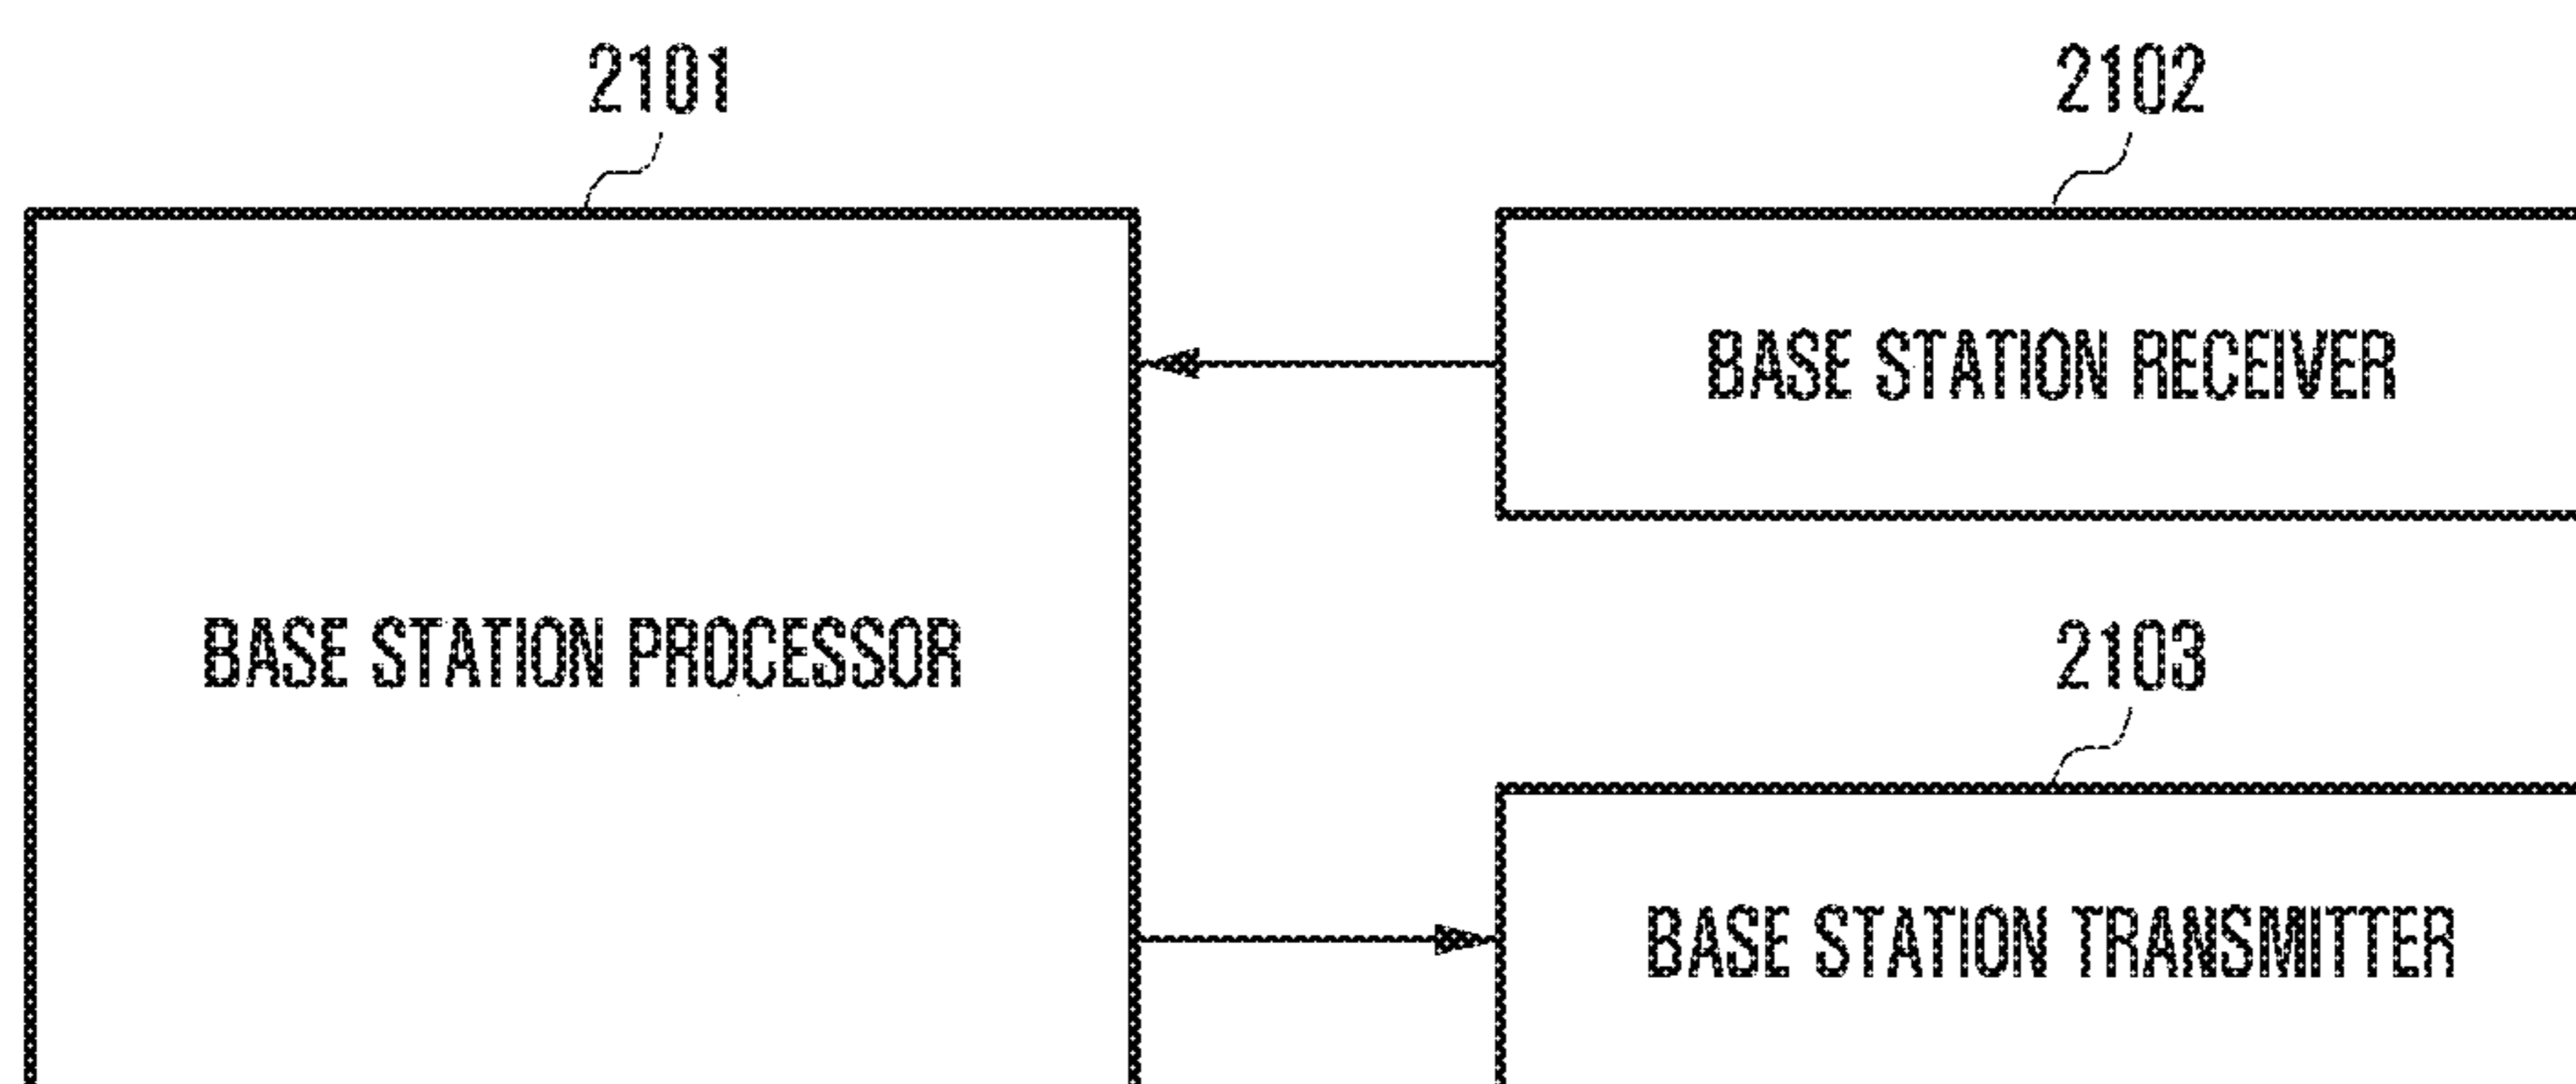 2101
2102
BASE STATION RECEIVER
BASE STATION PROCESSOR
2103
BASE STATION TRANSMITTER